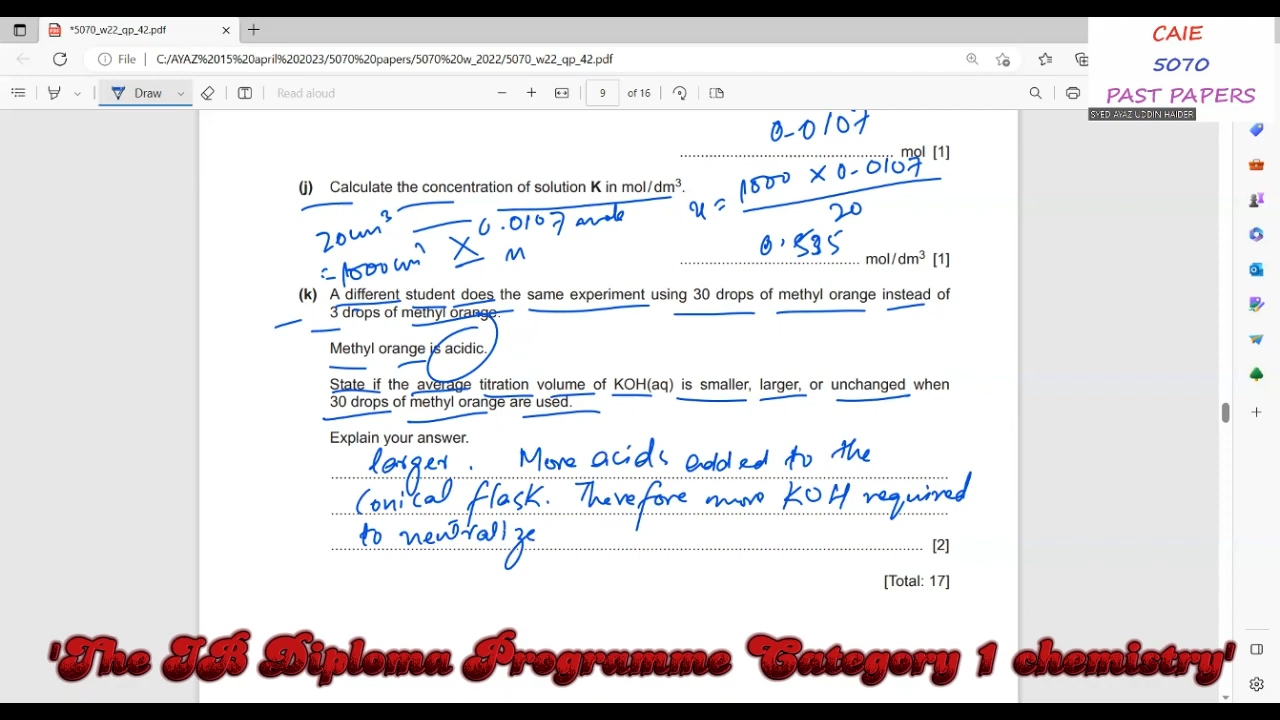 *5070_w22_qp_42.pdf
CAIE
5070
PAST PAPERS
SYED AYAZ UDDIN HAIDER
File C:/AYAZ%2015%20april%202023/5070%20papers/5070%20w_2022/5070_w22_qp_42.pdf
Draw Read aloud 9 of 16
0.0107
mol [1]
(j) Calculate the concentration of solution K in mol/dm³.
x = 1000 × 0.0107
20
20cm³ 0.0107 mole
= 1000cm³
0.535
mol/dm³ [1]
(k) A different student does the same experiment using 30 drops of methyl orange instead of
3 drops of methyl orange.
Methyl orange is acidic.
State if the average titration volume of KOH(aq) is smaller, larger, or unchanged when
30 drops of methyl orange are used.
Explain your answer.
larger. More acids added to the
conical flask. Therefore more KOH required
to neutralize
[2]
[Total: 17]
'The IB Diploma Programme Category 1 chemistry'